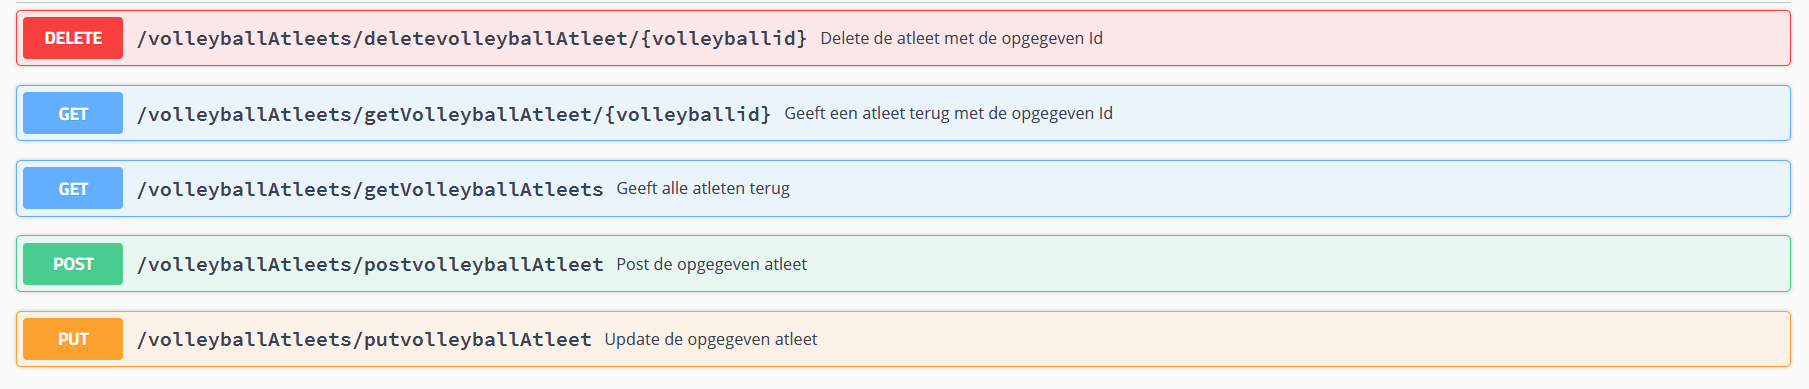 DELETE /volleyballAtleets/deletevolleyballAtleet/{volleyballid} Delete de atleet met de opgegeven Id
GET /volleyballAtleets/getVolleyballAtleet/{volleyballid} Geeft een atleet terug met de opgegeven Id
GET /volleyballAtleets/getVolleyballAtleets Geeft alle atleten terug
POST /volleyballAtleets/postvolleyballAtleet Post de opgegeven atleet
PUT /volleyballAtleets/putvolleyballAtleet Update de opgegeven atleet